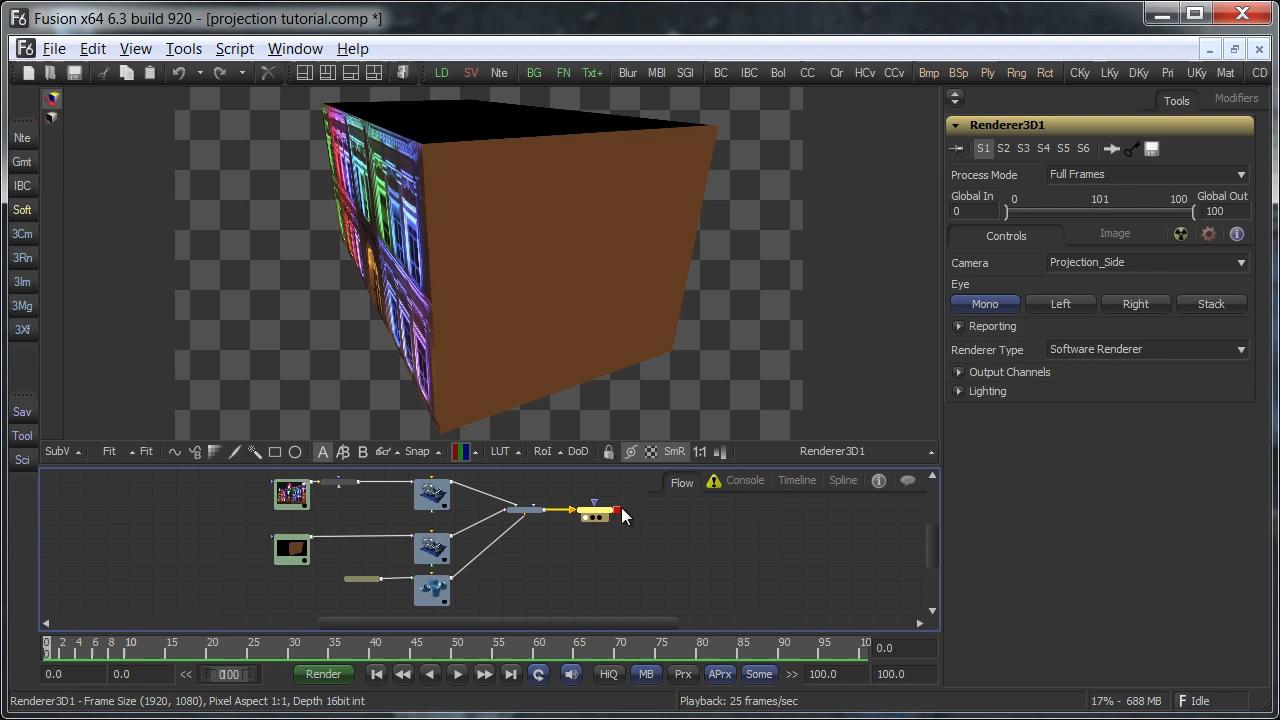 Fusion x64 6.3 build 920 - [projection tutorial.comp *]
File Edit View Tools Script Window Help
LD SV Nte BG FN Txt+ Blur MBl SGl BC IBC Bol CC Clr HCv CCv Bmp BSp Ply Rng Rct CKy LKy DKy Pri UKy Mat CD
Tools Modifiers
Nte
Gmt
IBC
Soft
3Cm
3Rn
3Im
3Mg
3Xf
Sav
Tool
Sci
Renderer3D1
S1 S2 S3 S4 S5 S6
Process Mode Full Frames
Global In 0 101 100 Global Out
0 100
Controls Image
Camera Projection_Side
Eye
Mono Left Right Stack
Reporting
Renderer Type Software Renderer
Output Channels
Lighting
SubV Fit Fit A B B Snap LUT RoI DoD SmR 1:1 Renderer3D1
Flow Console Timeline Spline
0 2 4 6 8 10 15 20 25 30 35 40 45 50 55 60 65 70 75 80 85 90 95 10 0.0
0
0.0 0.0 << 100 Render HiQ MB Prx APrx Some >> 100.0 100.0
Renderer3D1 - Frame Size (1920, 1080), Pixel Aspect 1:1, Depth 16bit int Playback: 25 frames/sec 17% - 688 MB Idle